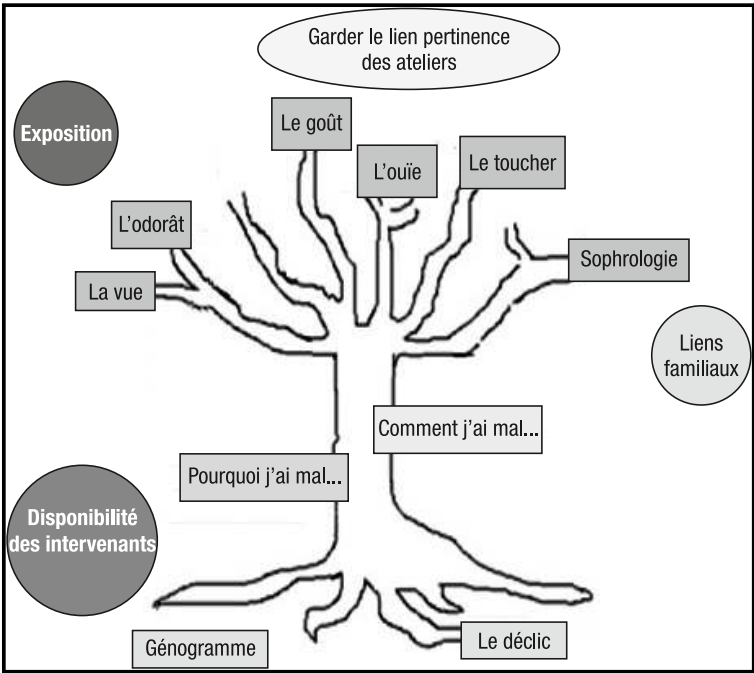 Garder le lien pertinence
des ateliers
Exposition
Le goût
L'ouïe
Le toucher
L'odorât
La vue
Sophrologie
Liens
familiaux
Comment j'ai mal...
Pourquoi j'ai mal...
Disponibilité
des intervenants
Génogramme
Le déclic